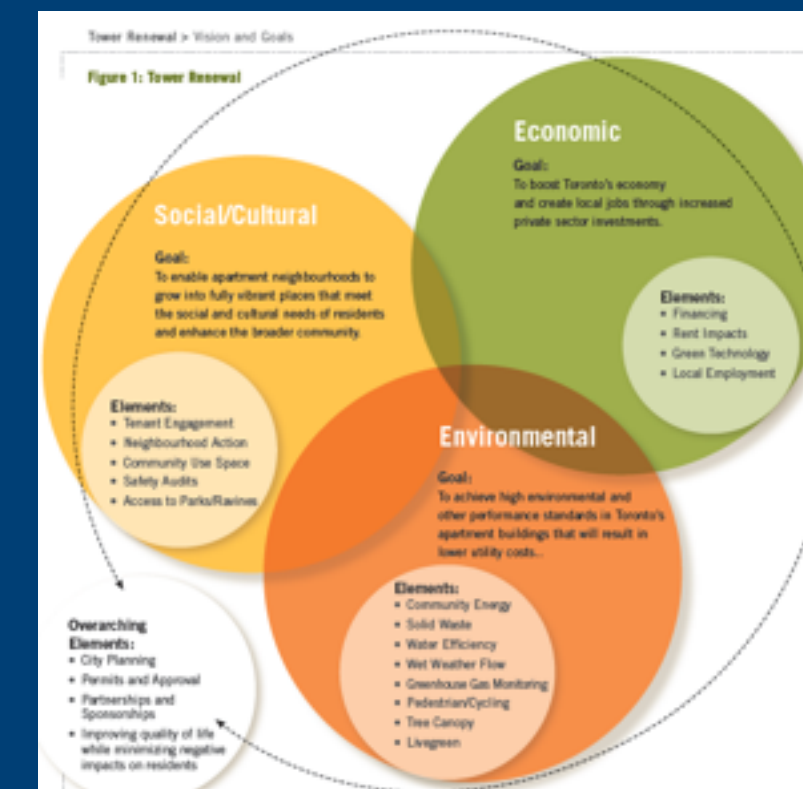 Tower Renewal > Vision and Goals
Figure 1: Tower Renewal
Economic
Goal:
To boost Toronto's economy
and create local jobs through increased
private sector investments.
Elements:
• Financing
• Rent Impacts
• Green Technology
• Local Employment
Social/Cultural
Goal:
To enable apartment neighbourhoods to
grow into fully vibrant places that meet
the social and cultural needs of residents
and enhance the broader community.
Elements:
• Tenant Engagement
• Neighbourhood Action
• Community Use Space
• Safety Audits
• Access to Parks/Ravines
Environmental
Goal:
To achieve high environmental and
other performance standards in Toronto's
apartment buildings that will result in
lower utility costs..
Elements:
• Community Energy
• Solid Waste
• Water Efficiency
• Wet Weather Flow
• Greenhouse Gas Monitoring
• Pedestrian/Cycling
• Tree Canopy
• Livegreen
Overarching
Elements:
• City Planning
• Permits and Approval
• Partnerships and
Sponsorships
• Improving quality of life
while minimizing negative
impacts on residents